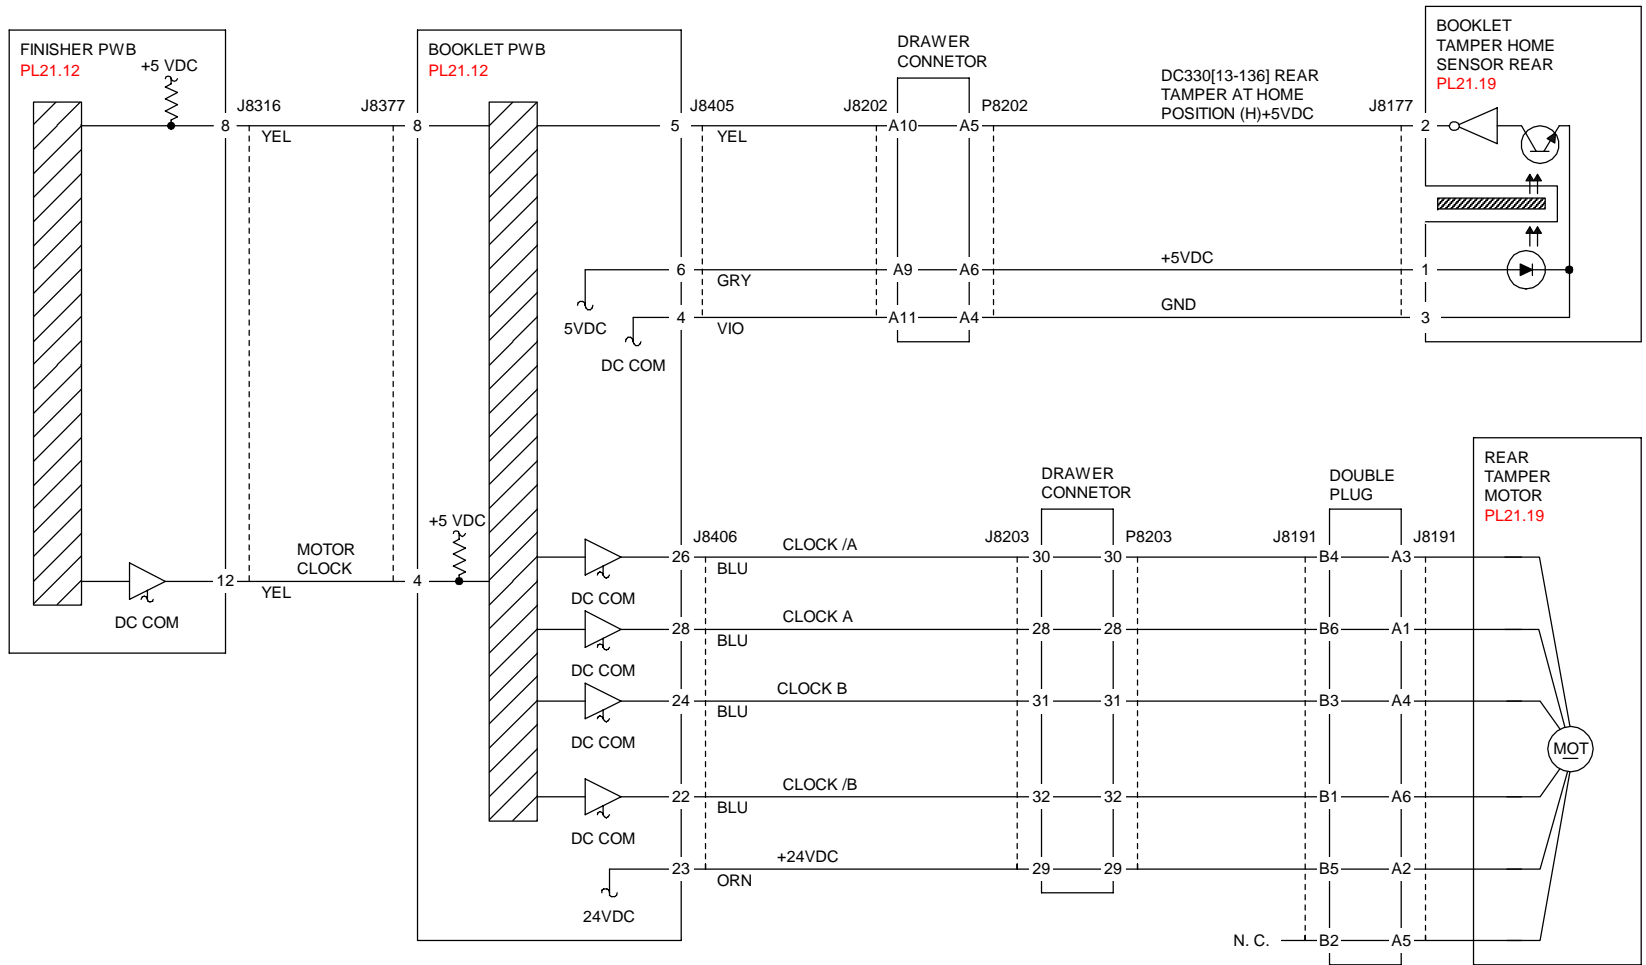 FINISHER PWB
PL21.12
+5 VDC
J8316
J8377
8
YEL
8
BOOKLET PWB
PL21.12
J8405
5
YEL
DRAWER
CONNETOR
J8202
P8202
A10
A5
DC330[13-136] REAR
TAMPER AT HOME
POSITION (H)+5VDC
J8177
2
BOOKLET
TAMPER HOME
SENSOR REAR
PL21.19
6
GRY
A9
A6
+5VDC
1
5VDC
4
VIO
A11
A4
GND
3
DC COM
DC COM
12
YEL
MOTOR
CLOCK
4
+5 VDC
J8406
DRAWER
CONNETOR
J8203
P8203
DOUBLE
PLUG
J8191
J8191
REAR
TAMPER
MOTOR
PL21.19
DC COM
26
BLU
CLOCK /A
30
30
B4
A3
DC COM
28
BLU
CLOCK A
28
28
B6
A1
DC COM
24
BLU
CLOCK B
31
31
B3
A4
MOT
DC COM
22
BLU
CLOCK /B
32
32
B1
A6
24VDC
23
ORN
+24VDC
29
29
B5
A2
N. C.
B2
A5